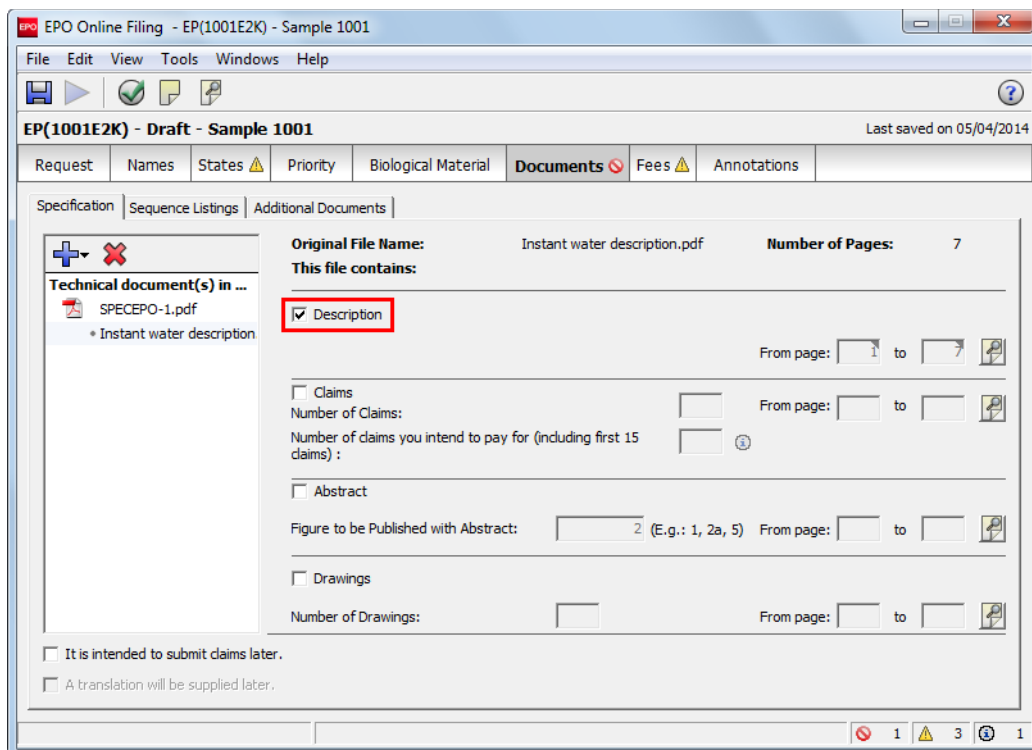 EPO EPO Online Filing - EP(1001E2K) - Sample 1001
File Edit View Tools Windows Help
EP(1001E2K) - Draft - Sample 1001 Last saved on 05/04/2014
Request Names States Priority Biological Material Documents Fees Annotations
Specification Sequence Listings Additional Documents
Original File Name: Instant water description.pdf Number of Pages: 7
This file contains:
Technical document(s) in ...
SPECEPO-1.pdf
Instant water description.
Description
From page: 1 to 7
Claims
Number of Claims:
From page: to
Number of claims you intend to pay for (including first 15
claims) :
Abstract
Figure to be Published with Abstract: 2 (E.g.: 1, 2a, 5) From page: to
Drawings
Number of Drawings: From page: to
It is intended to submit claims later.
A translation will be supplied later.
1 3 1